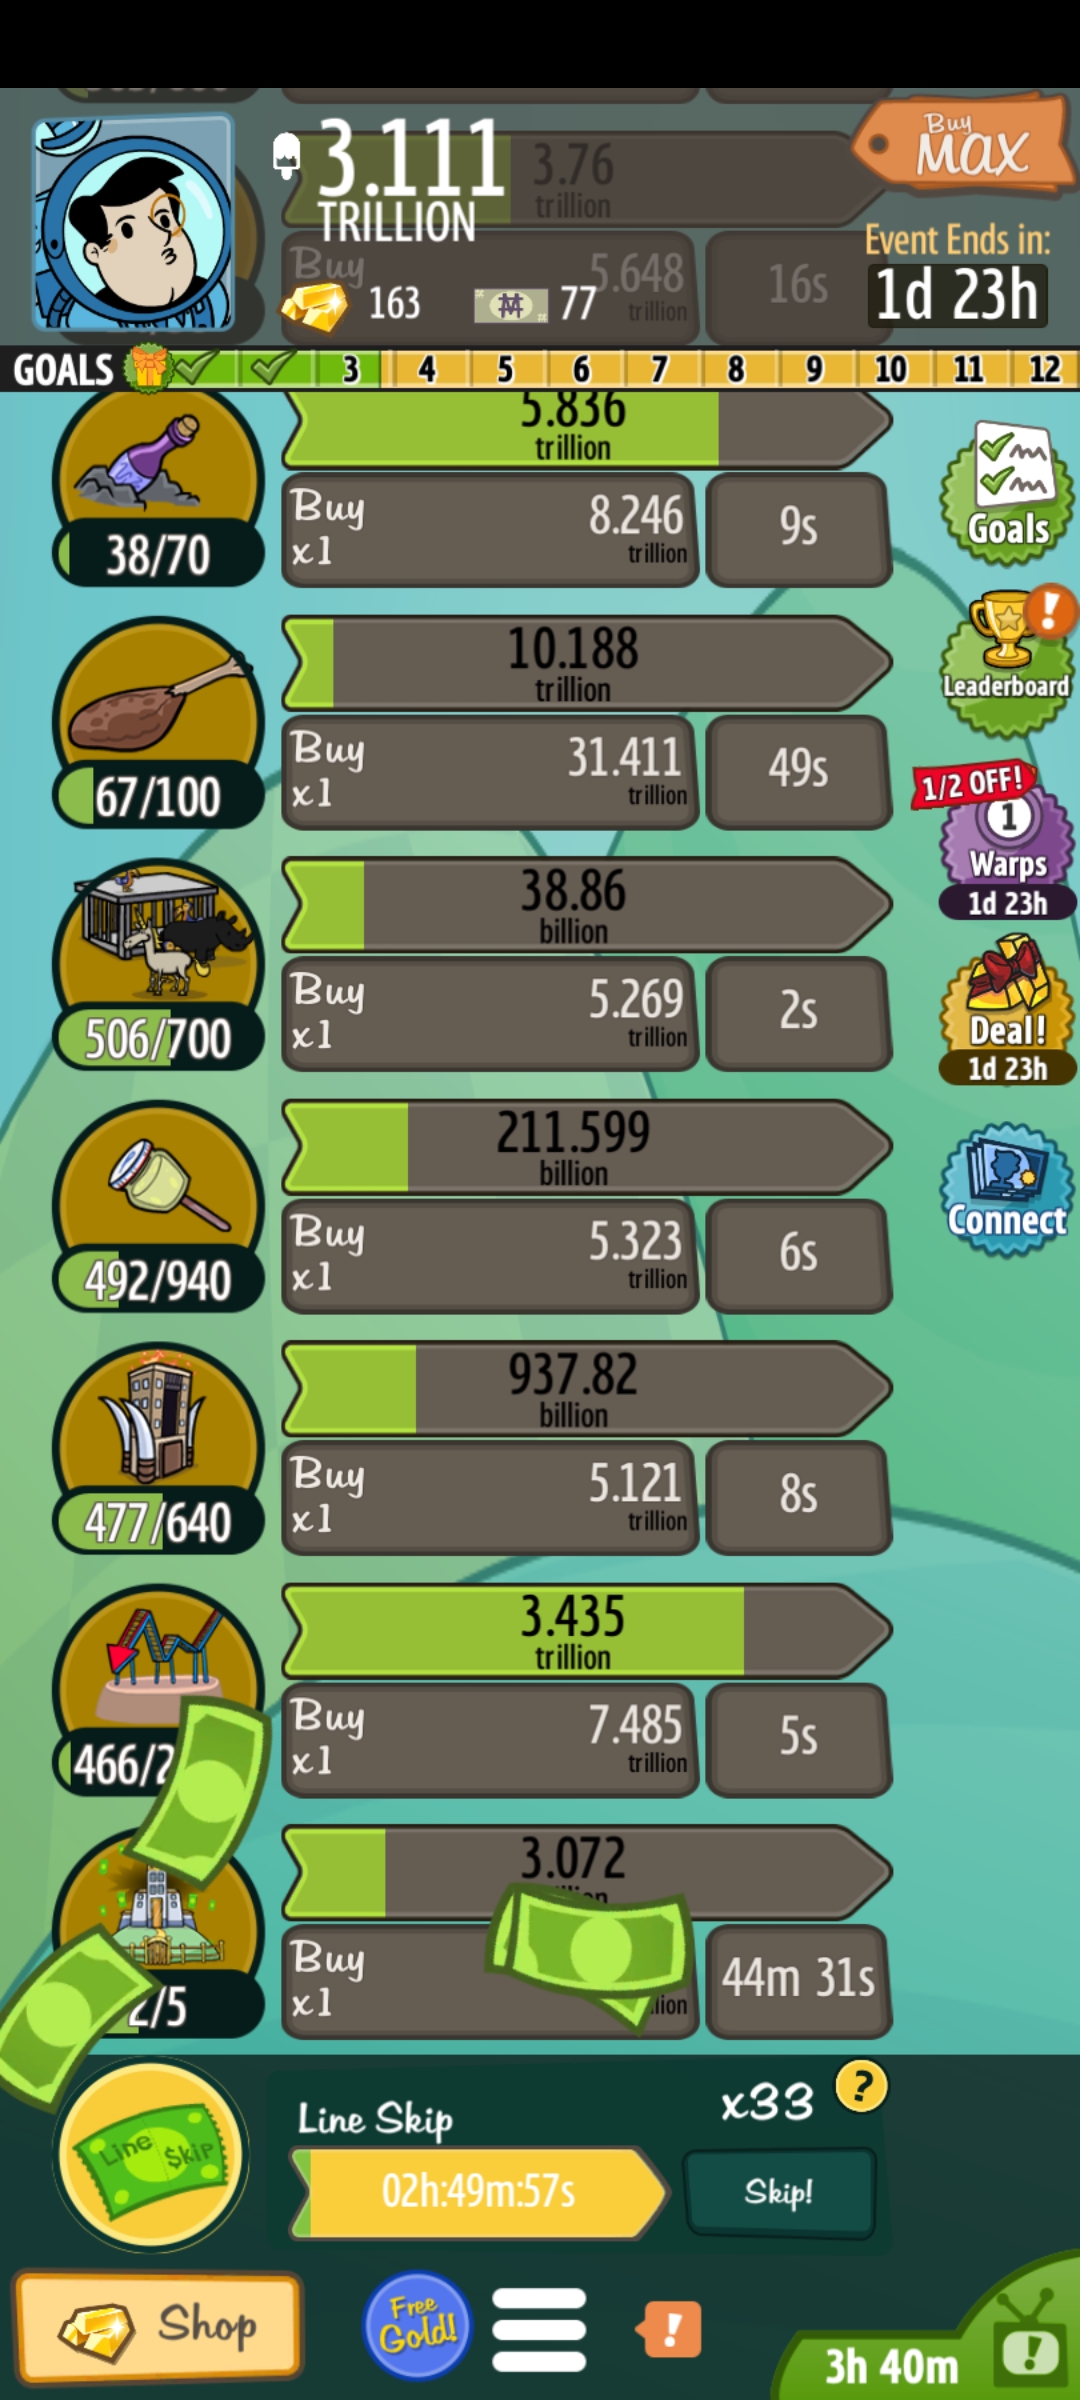 Buy
MAX
3.111
TRILLION
3.76
trillion
Event Ends in:
1d 23h
Buy
5.648
trillion
16s
163
77
GOALS 3 4 5 6 7 8 9 10 11 12
5.836
trillion
38/70
Buy
x1
8.246
trillion
9s
Goals
10.188
trillion
67/100
Buy
x1
31.411
trillion
49s
Leaderboard
1/2 OFF!
1
Warps
1d 23h
38.86
billion
506/700
Buy
x1
5.269
trillion
2s
Deal!
1d 23h
211.599
billion
492/940
Buy
x1
5.323
trillion
6s
Connect
937.82
billion
477/640
Buy
x1
5.121
trillion
8s
3.435
trillion
466/2
Buy
x1
7.485
trillion
5s
3.072
2/5
Buy
x1
44m 31s
Line Skip
Line Skip
x33
?
02h:49m:57s
Skip!
Shop
Free
Gold!
!
3h 40m
!